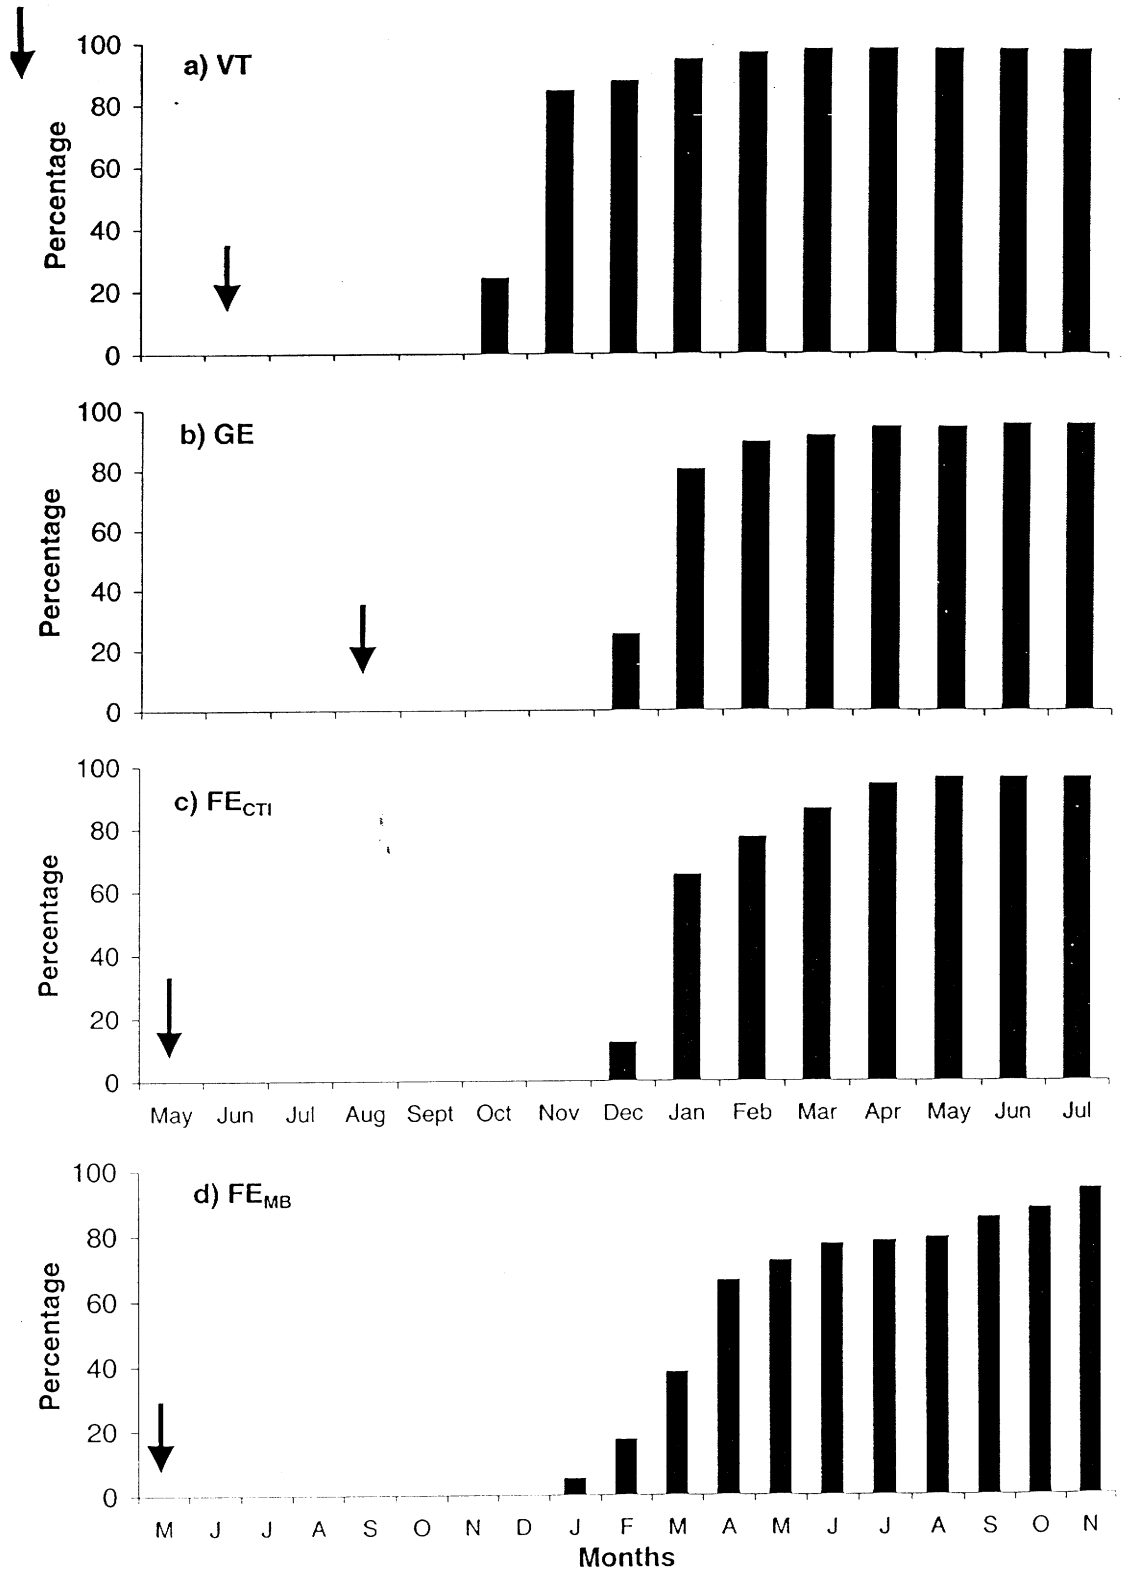 a) VT
Percentage
100
80
60
40
20
0
b) GE
Percentage
100
80
60
40
20
0
c) FECTI
Percentage
100
80
60
40
20
0
May Jun Jul Aug Sept Oct Nov Dec Jan Feb Mar Apr May Jun Jul
d) FEMB
Percentage
100
80
60
40
20
0
M J J A S O N D J F M A M J J A S O N
Months